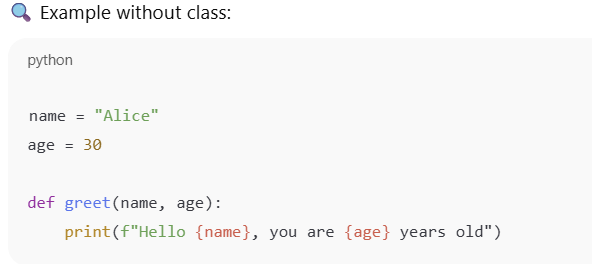 🔍 Example without class:
python
name = "Alice"
age = 30
def greet(name, age):
    print(f"Hello {name}, you are {age} years old")